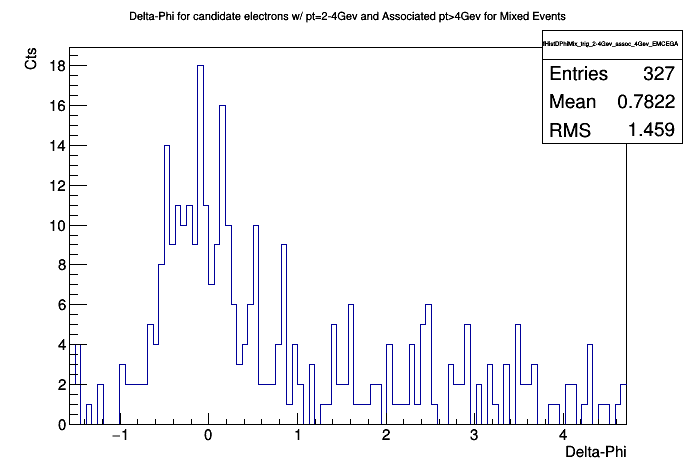 Delta-Phi for candidate electrons w/ pt=2-4Gev and Associated pt>4Gev for Mixed Events
fHistDPhiMix_trig_2-4Gev_assoc_4Gev_EMCEGA
Entries 327
Mean 0.7822
RMS 1.459
Cts
18
16
14
12
10
8
6
4
2
0
−1 0 1 2 3 4
Delta-Phi